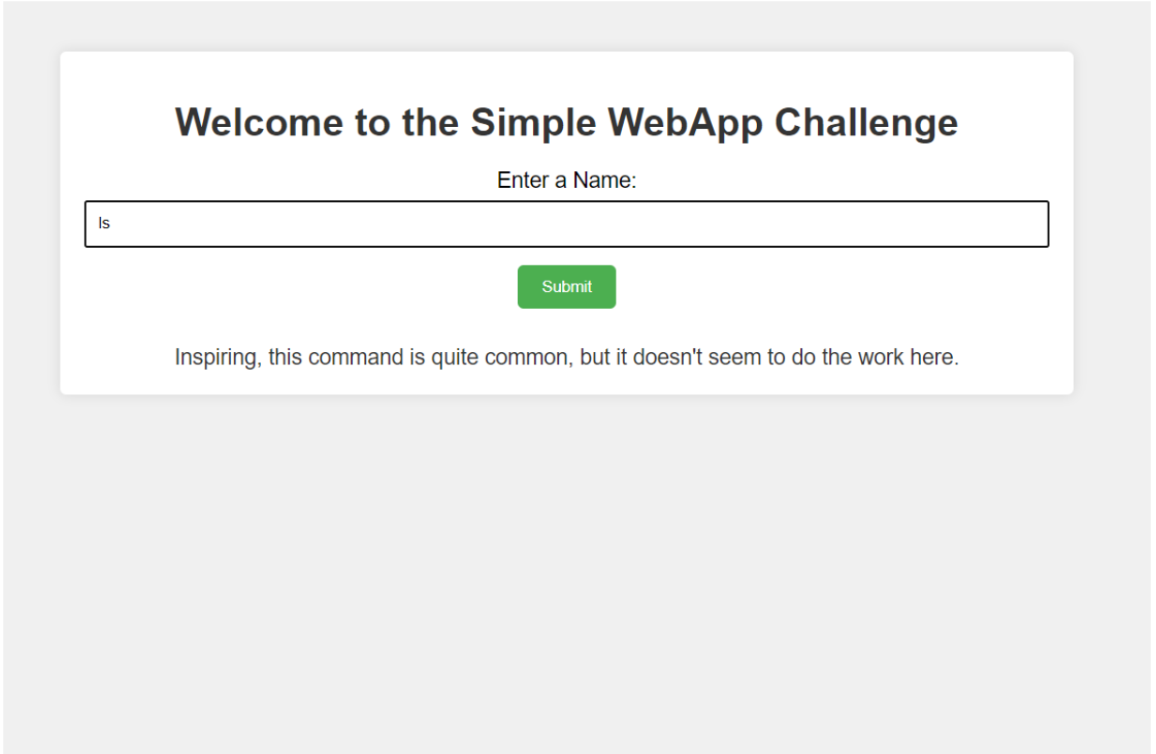 Welcome to the Simple WebApp Challenge
Enter a Name:
ls
Submit
Inspiring, this command is quite common, but it doesn't seem to do the work here.